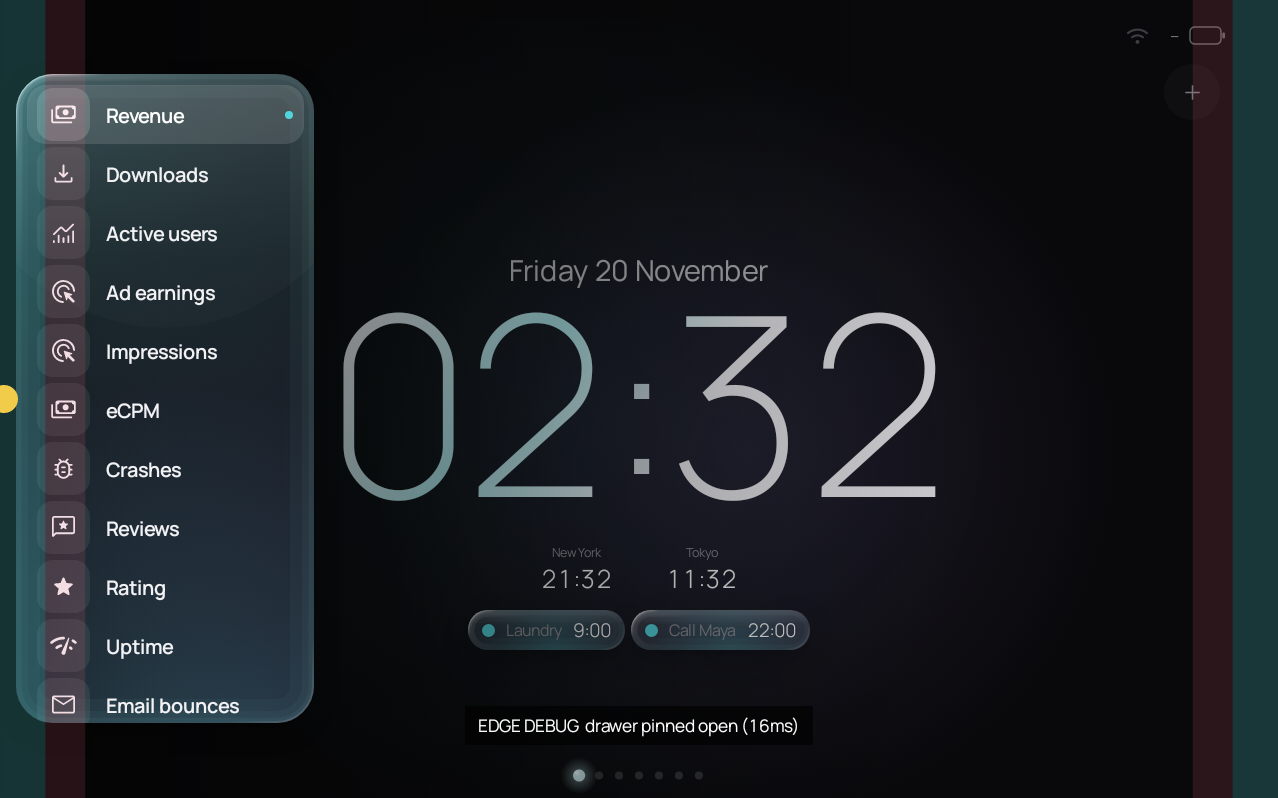 Revenue
Downloads
Active users
Ad earnings
Impressions
eCPM
Crashes
Reviews
Rating
Uptime
Email bounces
Friday 20 November
02:32
New York
21:32
Tokyo
11:32
Laundry 9:00
Call Maya 22:00
EDGE DEBUG drawer pinned open (16ms)